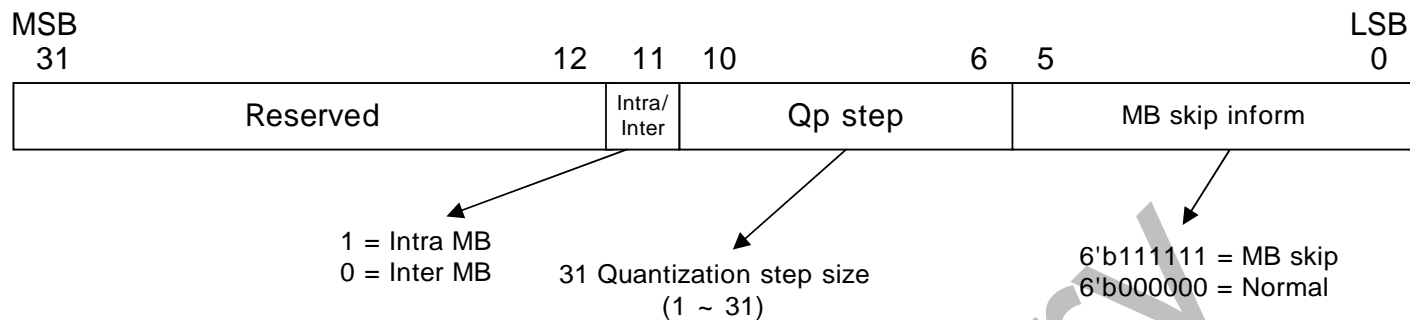 MSB LSB
31 12 11 10 6 5 0
Reserved
Intra/
Inter
Qp step
MB skip inform
1 = Intra MB
0 = Inter MB
31 Quantization step size
(1 ~ 31)
6'b111111 = MB skip
6'b000000 = Normal